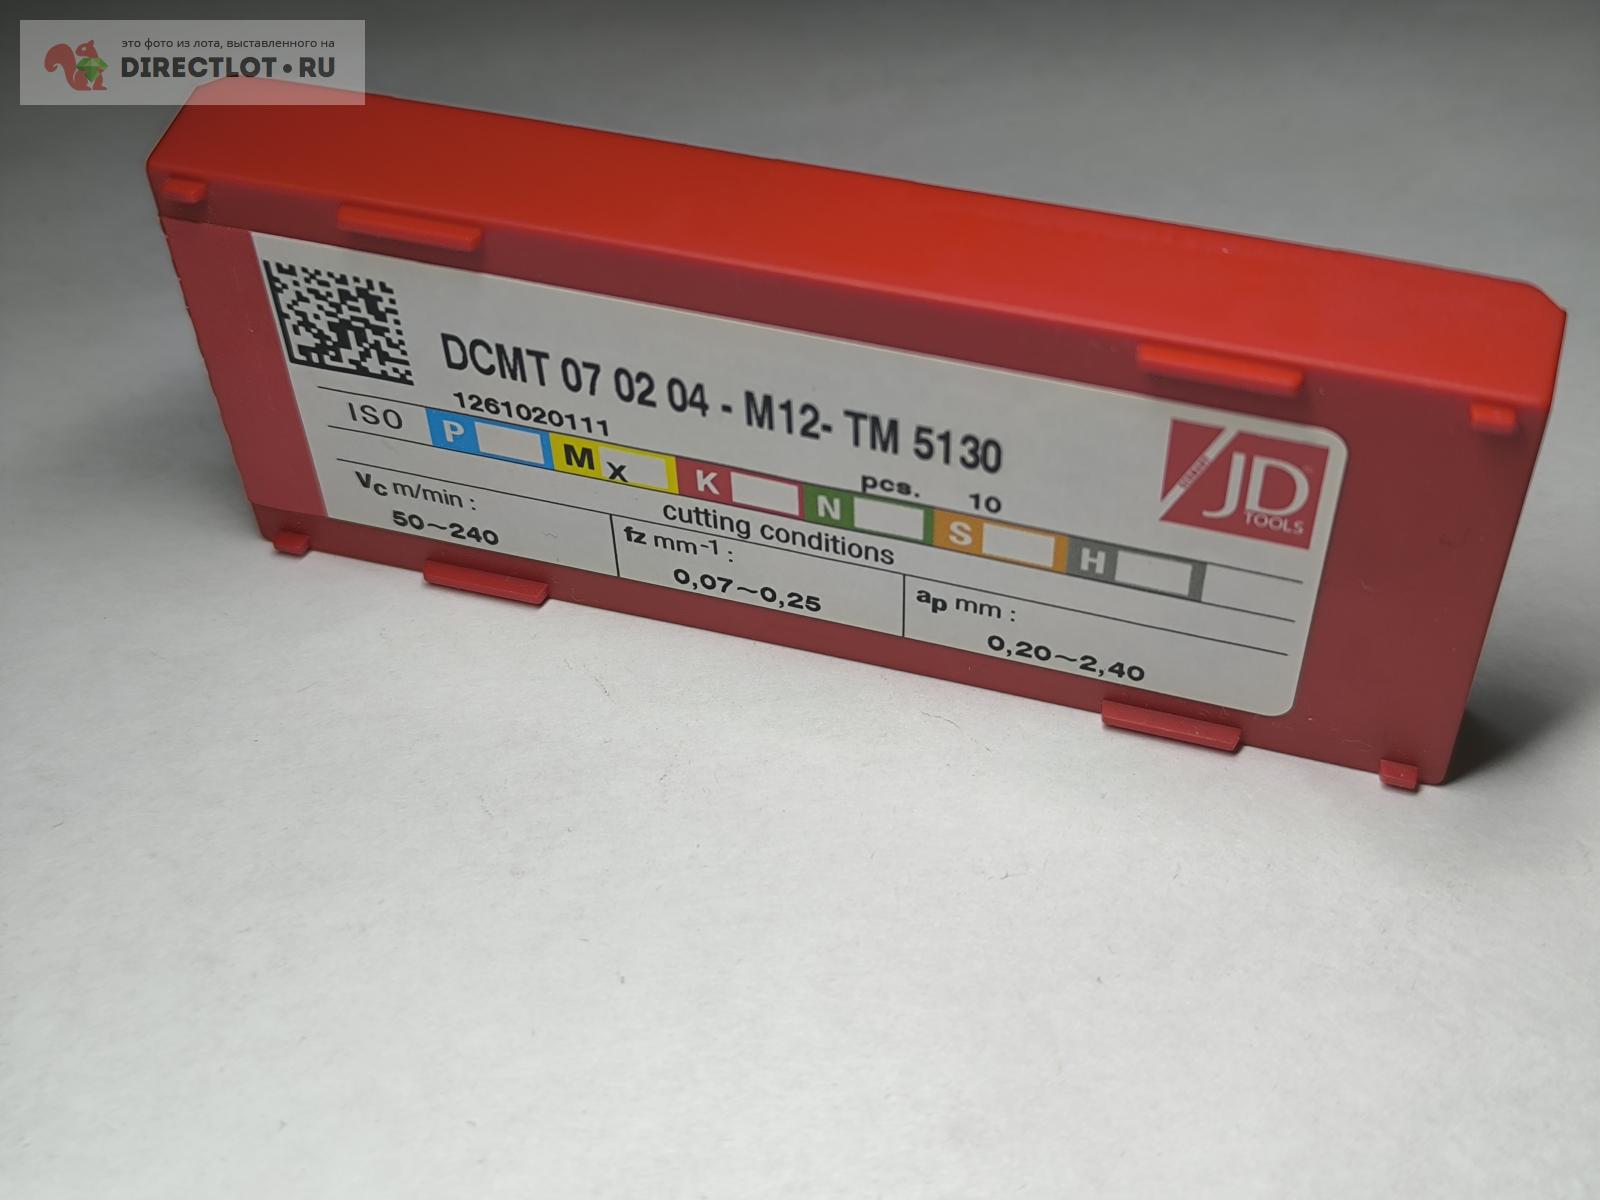 это фото из лота, выставленного на
DIRECTLOT•RU
DCMT 07 02 04 - M12- TM 5130
1261020111
pcs. 10
ISO P M x K N S H
cutting conditions
Vc m/min :
50~240
fz mm-1 :
0,07~0,25
ap mm :
0,20~2,40
JD
TOOLS